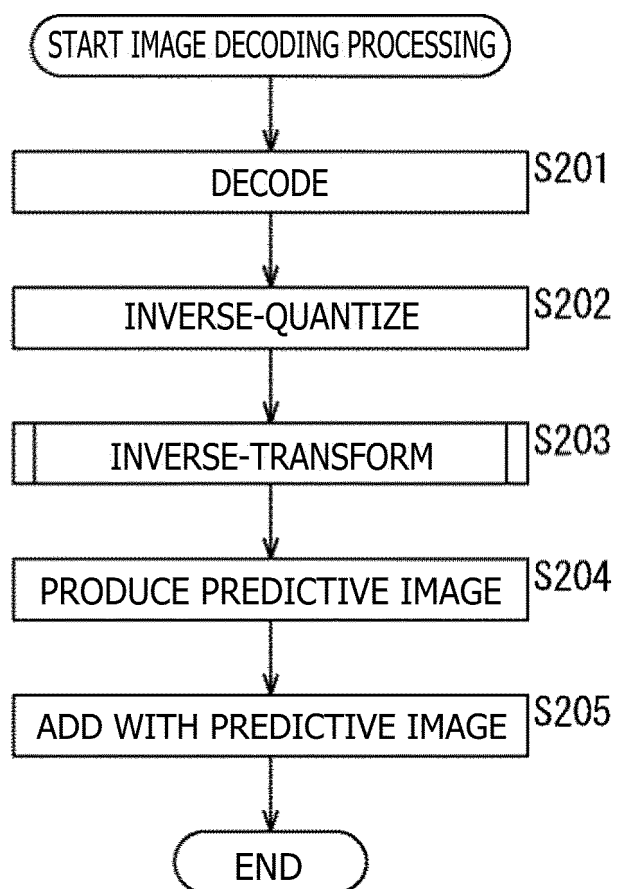 START IMAGE DECODING PROCESSING
DECODE
S201
INVERSE-QUANTIZE
S202
INVERSE-TRANSFORM
S203
PRODUCE PREDICTIVE IMAGE
S204
ADD WITH PREDICTIVE IMAGE
S205
END